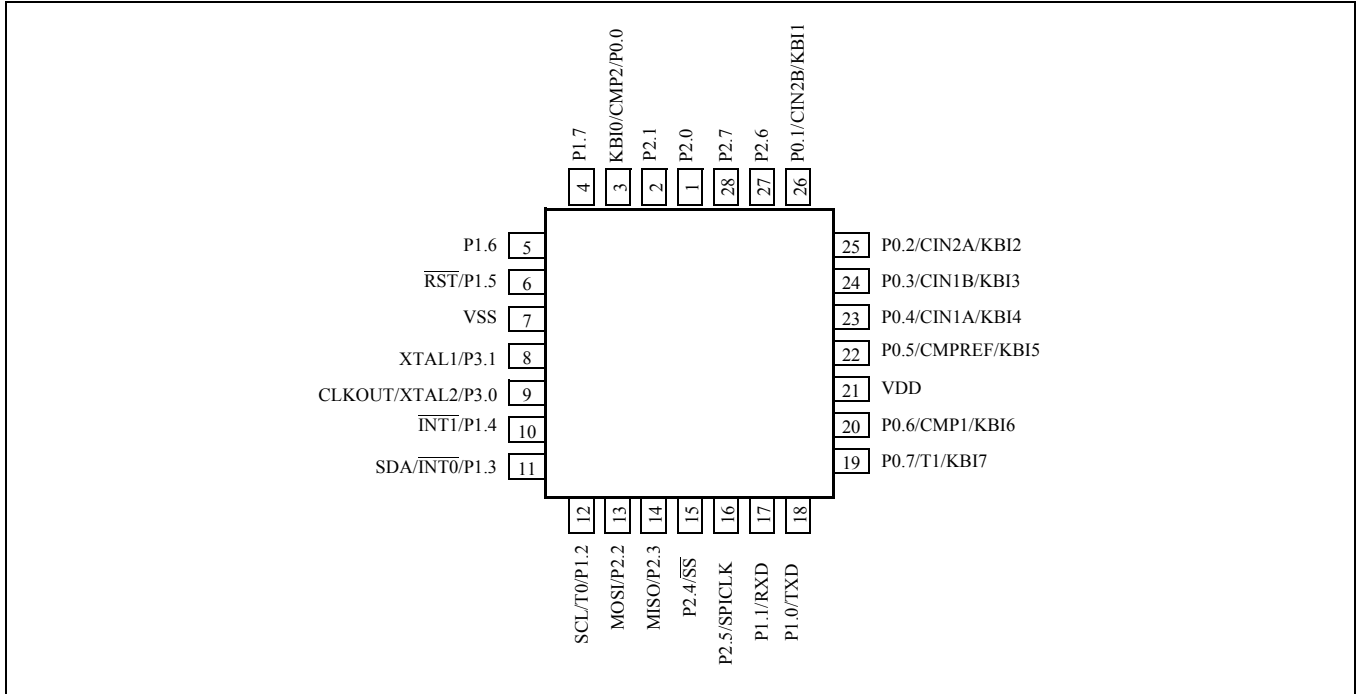 P1.7
KBI0/CMP2/P0.0
P2.1
P2.0
P2.7
P2.6
P0.1/CIN2B/KBI1
4
3
2
1
28
27
26
P1.6 5
RST/P1.5 6
VSS 7
XTAL1/P3.1 8
CLKOUT/XTAL2/P3.0 9
INT1/P1.4 10
SDA/INT0/P1.3 11
25 P0.2/CIN2A/KBI2
24 P0.3/CIN1B/KBI3
23 P0.4/CIN1A/KBI4
22 P0.5/CMPREF/KBI5
21 VDD
20 P0.6/CMP1/KBI6
19 P0.7/T1/KBI7
12
13
14
15
16
17
18
SCL/T0/P1.2
MOSI/P2.2
MISO/P2.3
P2.4/SS
P2.5/SPICLK
P1.1/RXD
P1.0/TXD